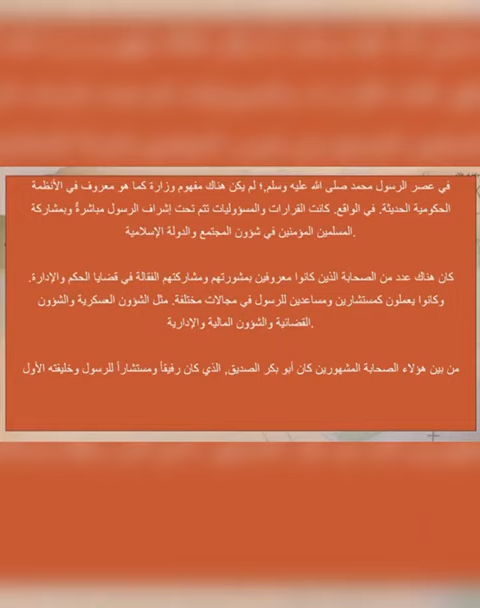 في عصر الرسول محمد صلى الله عليه وسلم,؛ لم يكن هناك مفهوم وزارة كما هو معروف في الأنظمة
الحكومية الحديثة. في الواقع. كانت القرارات والمسؤوليات تتم تحت إشراف الرسول مباشرةً وبمشاركة
المسلمين المؤمنين في شؤون المجتمع والدولة الإسلامية.
كان هناك عدد من الصحابة الذين كانوا معروفين بمشورتهم ومشاركتهم الفقالة في قضايا الحكم والإدارة.
وكانوا يعملون كمستشارين ومساعدين للرسول في مجالات مختلفة. مثل الشؤون العسكرية والشؤون
القضائية والشؤون المالية والإدارية.
من بين هؤلاء الصحابة المشهورين كان أبو بكر الصديق, الذي كان رفيقاً ومستشاراً للرسول وخليفته الأول